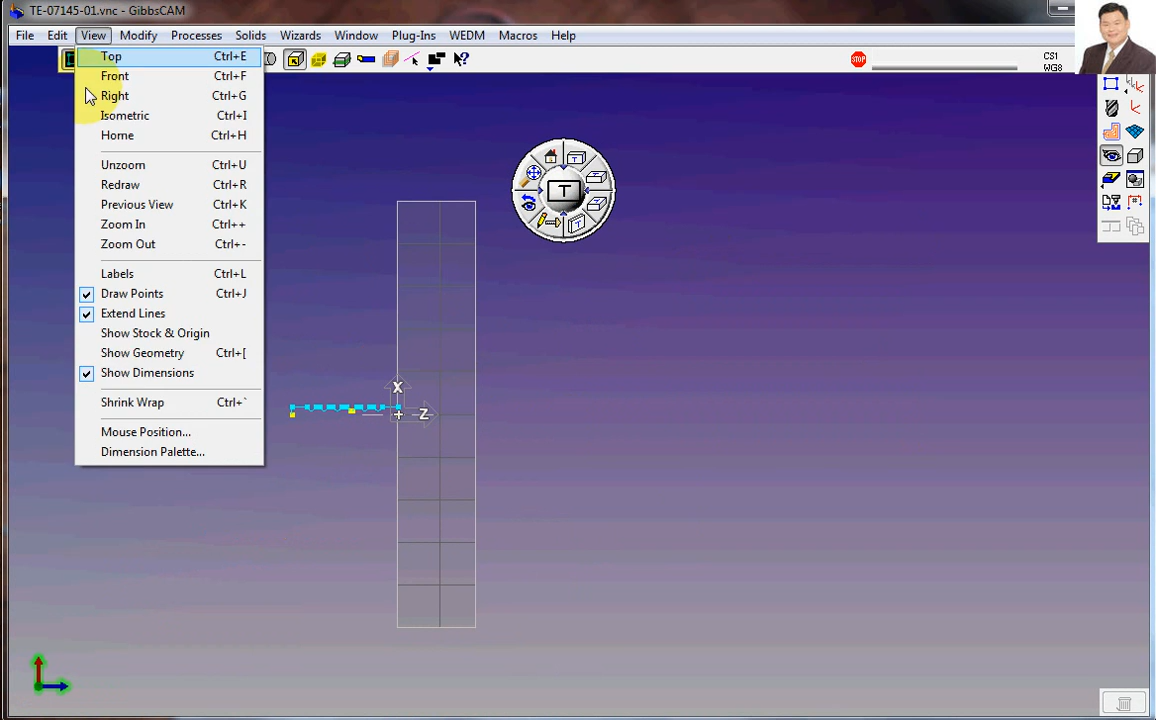 TE-07145-01.vnc - GibbsCAM
File Edit View Modify Processes Solids Wizards Window Plug-Ins WEDM Macros Help
Top Ctrl+E
Front Ctrl+F
Right Ctrl+G
Isometric Ctrl+I
Home Ctrl+H
Unzoom Ctrl+U
Redraw Ctrl+R
Previous View Ctrl+K
Zoom In Ctrl++
Zoom Out Ctrl+-
Labels Ctrl+L
Draw Points Ctrl+J
Extend Lines
Show Stock & Origin
Show Geometry Ctrl+[
Show Dimensions
Shrink Wrap Ctrl+`
Mouse Position...
Dimension Palette...
STOP
CS1
WG8
T
X
Z